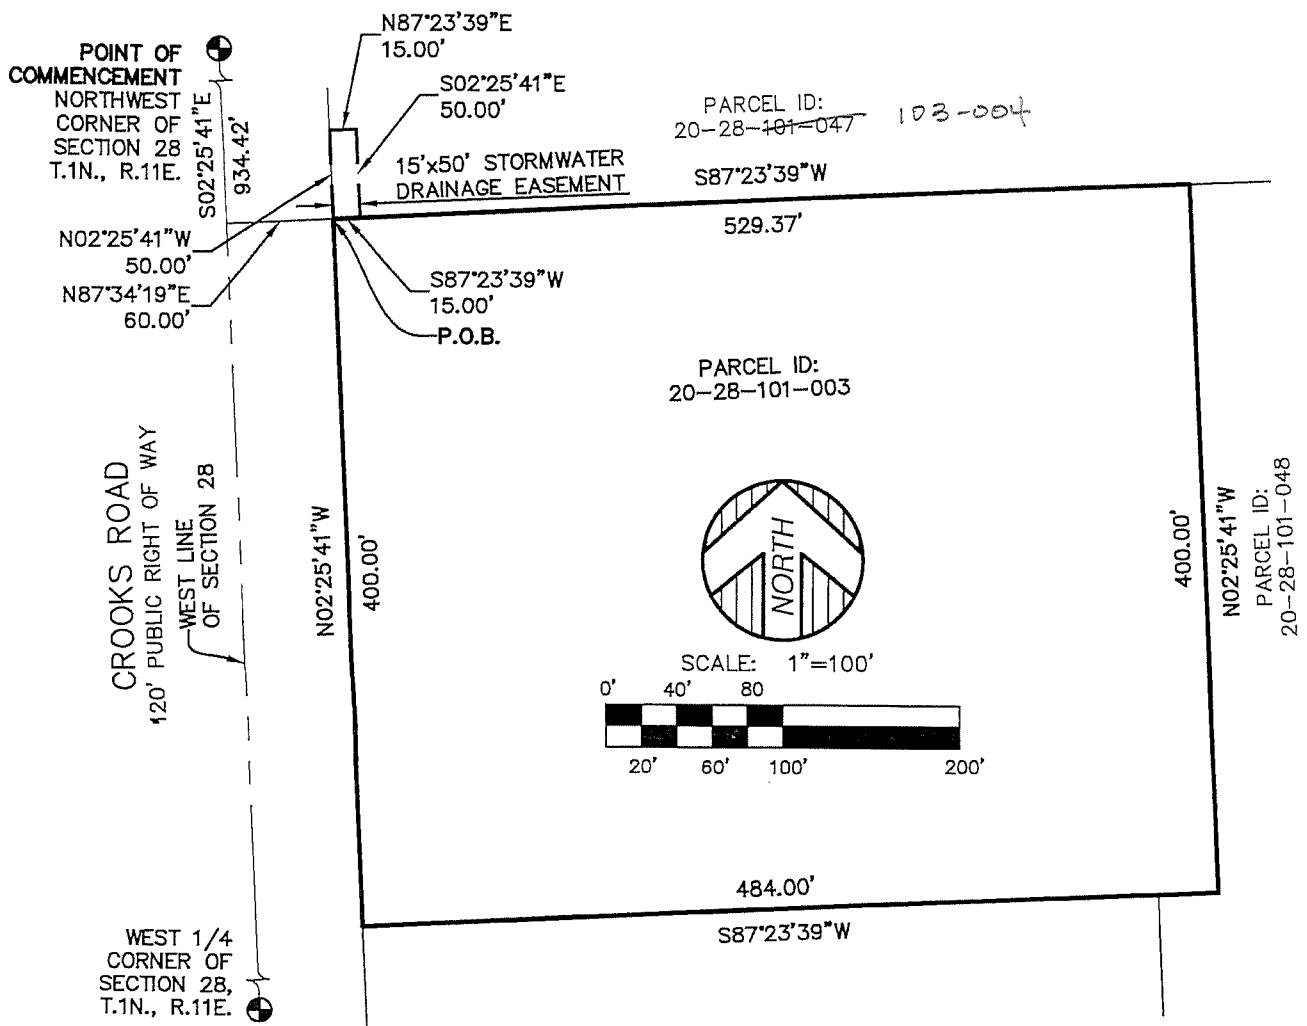 POINT OF
COMMENCEMENT
NORTHWEST
CORNER OF
SECTION 28
T.1N., R.11E.
S02°25'41"E
934.42'
N87°23'39"E
15.00'
S02°25'41"E
50.00'
15'x50' STORMWATER
DRAINAGE EASEMENT
PARCEL ID:
20-28-101-047 103-004
S87°23'39"W
529.37'
N02°25'41"W
50.00'
N87°34'19"E
60.00'
S87°23'39"W
15.00'
P.O.B.
PARCEL ID:
20-28-101-003
CROOKS ROAD
120' PUBLIC RIGHT OF WAY
WEST LINE
OF SECTION 28
N02°25'41"W
400.00'
NORTH
SCALE: 1"=100'
0' 40' 80
20' 60' 100' 200'
400.00'
N02°25'41"W
PARCEL ID:
20-28-101-048
484.00'
S87°23'39"W
WEST 1/4
CORNER OF
SECTION 28,
T.1N., R.11E.